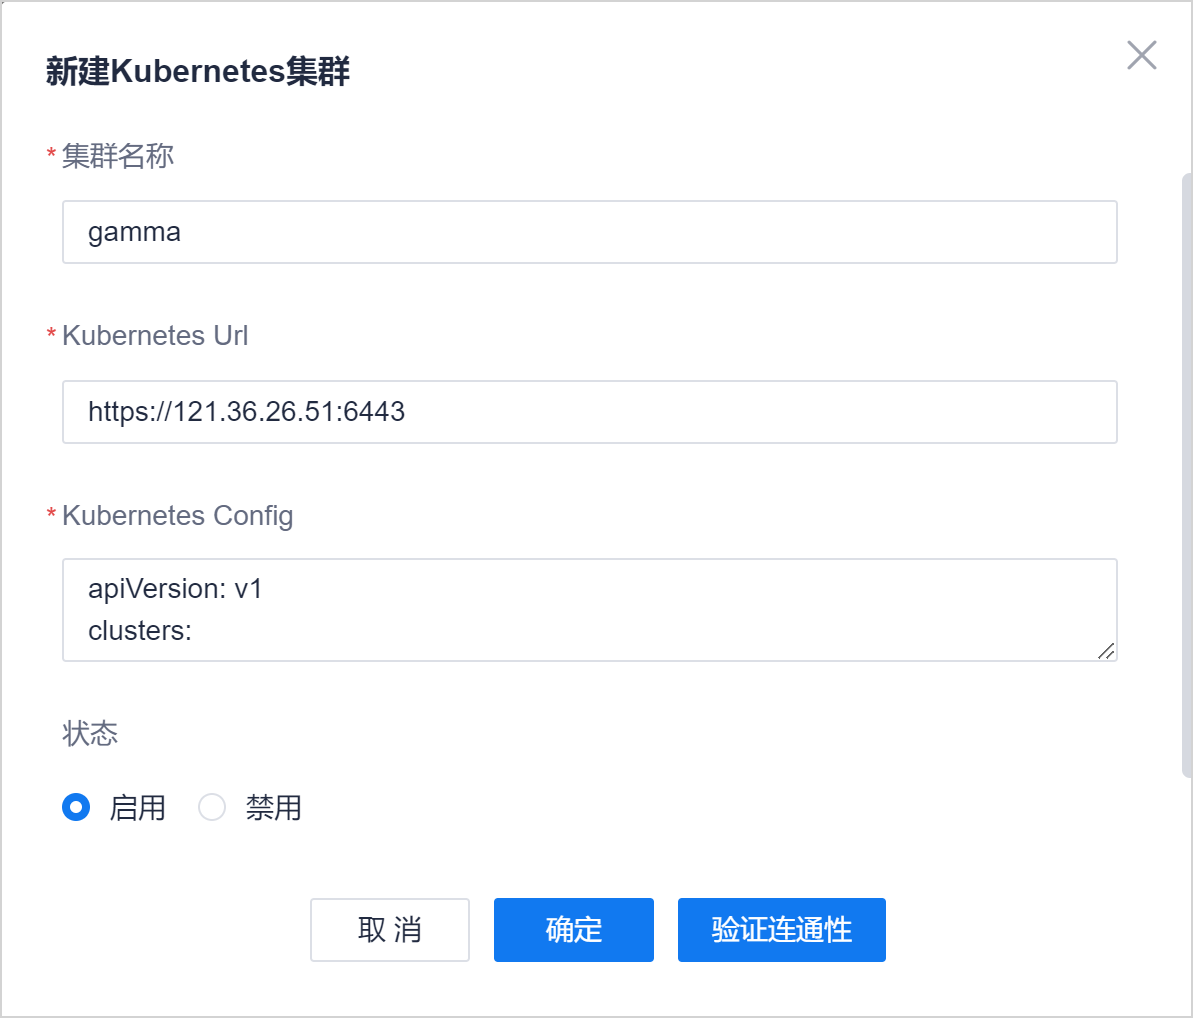 新建Kubernetes集群
* 集群名称
gamma
* Kubernetes Url
https://121.36.26.51:6443
* Kubernetes Config
apiVersion: v1
clusters:
状态
启用 禁用
取 消 确定 验证连通性